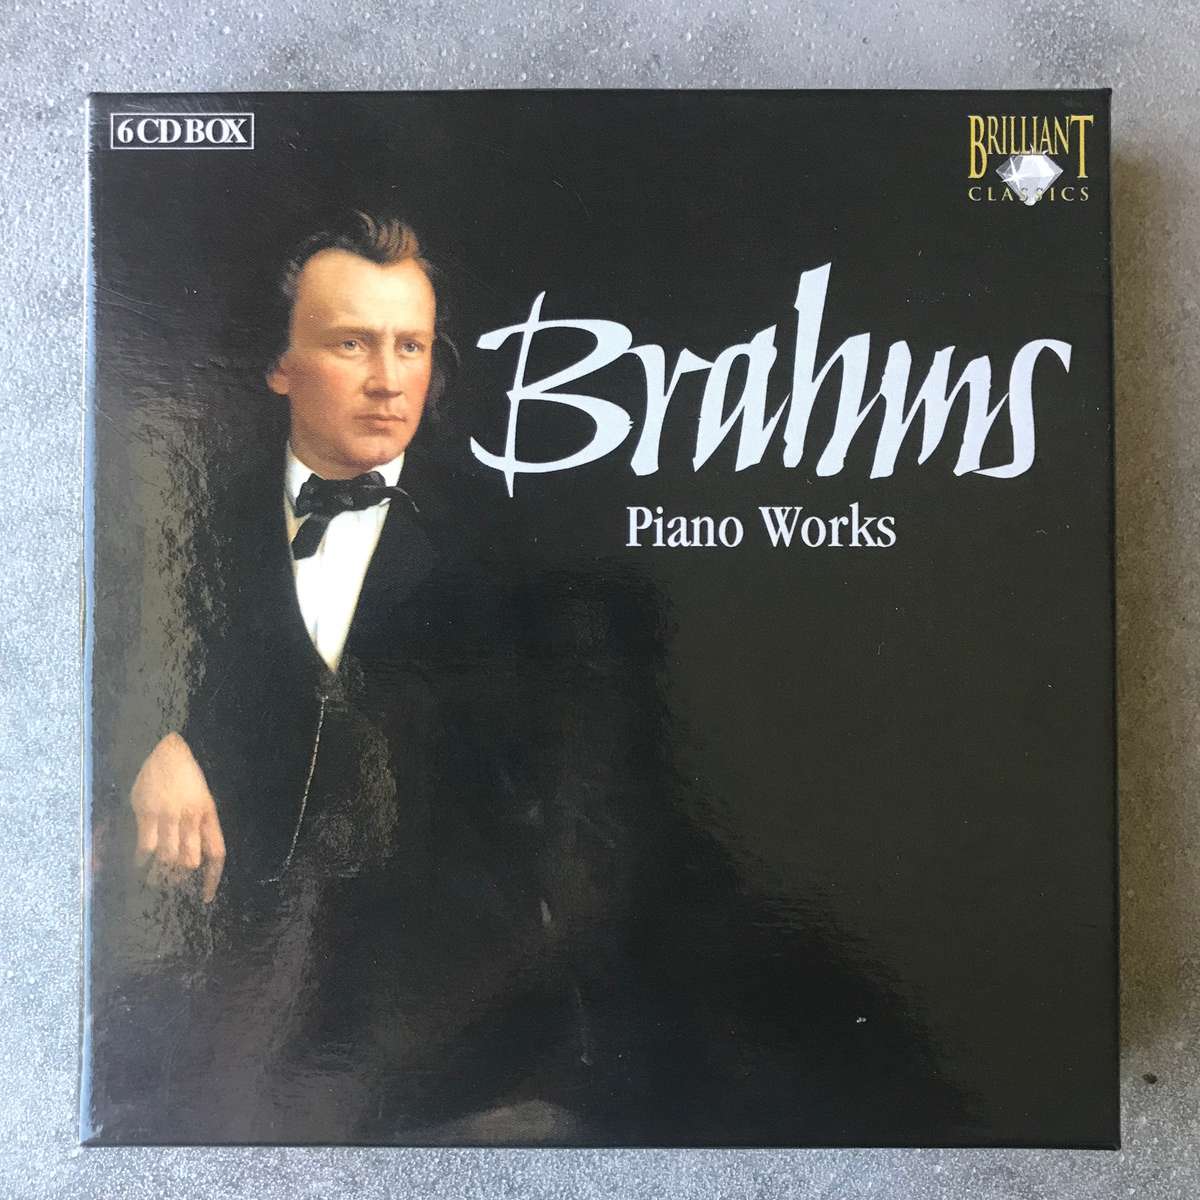 6 CD BOX
BRILLIANT
CLASSICS
Brahms
Piano Works